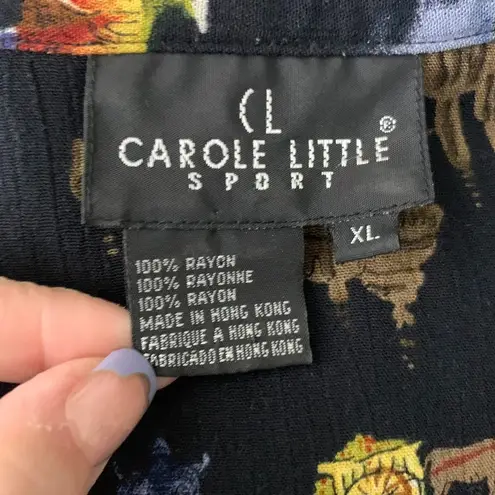 CL
CAROLE LITTLE®
SPORT
XL
100% RAYON
100% RAYONNE
100% RAYON
MADE IN HONG KONG
FABRIQUE A HONG KONG
FABRICADO EN HONG KONG